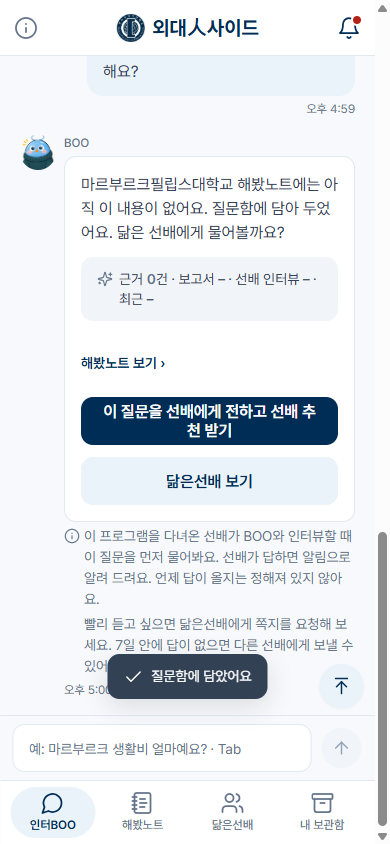 외대人사이드
해요?
오후 4:59
BOO
마르부르크필립스대학교 해봤노트에는 아
직 이 내용이 없어요. 질문함에 담아 두었
어요. 닮은 선배에게 물어볼까요?
근거 0건 · 보고서 – · 선배 인터뷰 – ·
최근 –
해봤노트 보기 ›
이 질문을 선배에게 전하고 선배 추
천 받기
닮은선배 보기
이 프로그램을 다녀온 선배가 BOO와 인터뷰할 때
이 질문을 먼저 물어봐요. 선배가 답하면 알림으로
알려 드려요. 언제 답이 올지는 정해져 있지 않아
요.
빨리 듣고 싶으면 닮은선배에게 쪽지를 요청해 보
세요. 7일 안에 답이 없으면 다른 선배에게 보낼 수
있어
질문함에 담았어요
오후 5:00
예: 마르부르크 생활비 얼마예요? · Tab
인터BOO
해봤노트
닮은선배
내 보관함